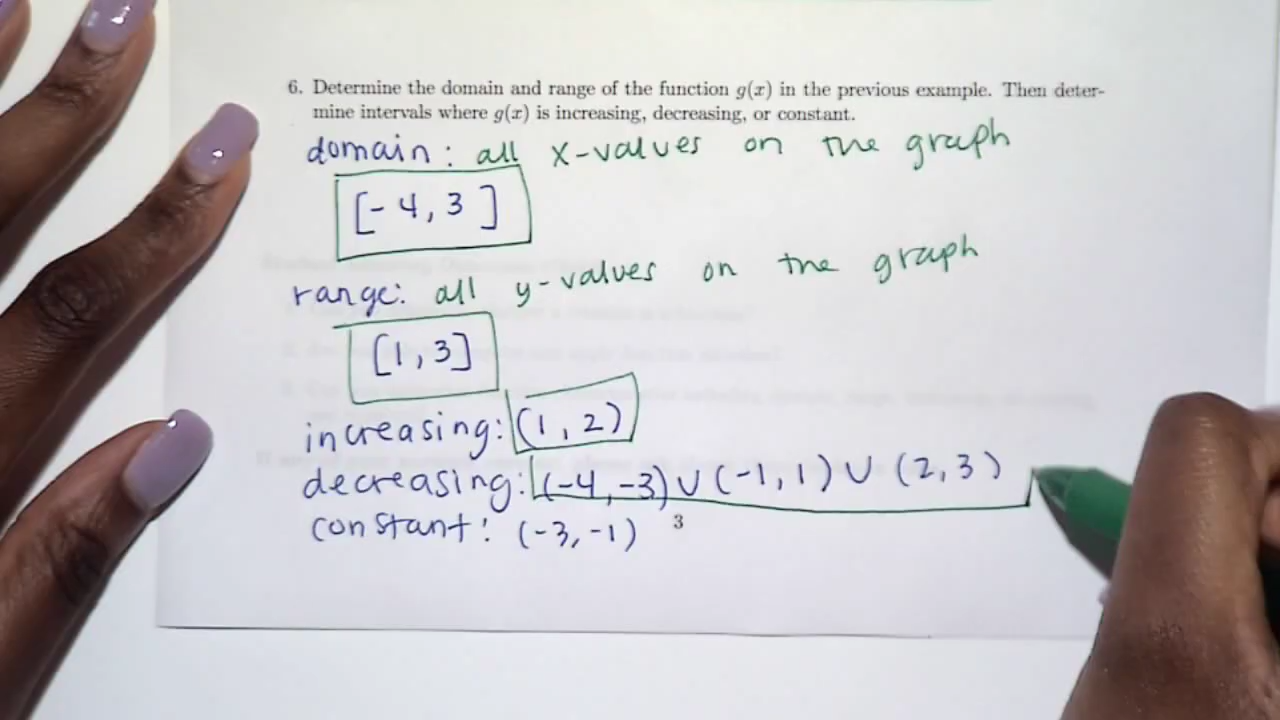 6. Determine the domain and range of the function g(x) in the previous example. Then deter-
mine intervals where g(x) is increasing, decreasing, or constant.
domain: all x-values on the graph
[-4, 3]
range: all y-values on the graph
[1, 3]
increasing: (1, 2)
decreasing: (-4, -3) ∪ (-1, 1) ∪ (2, 3)
constant: (-3, -1)
3